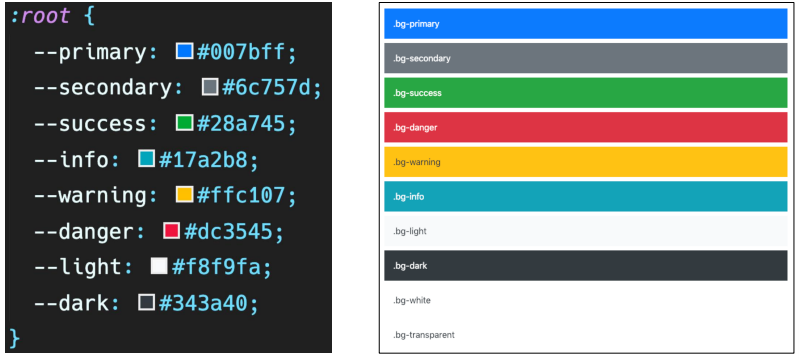 :root {
--primary: #007bff;
--secondary: #6c757d;
--success: #28a745;
--info: #17a2b8;
--warning: #ffc107;
--danger: #dc3545;
--light: #f8f9fa;
--dark: #343a40;
}
.bg-primary
.bg-secondary
.bg-success
.bg-danger
.bg-warning
.bg-info
.bg-light
.bg-dark
.bg-white
.bg-transparent